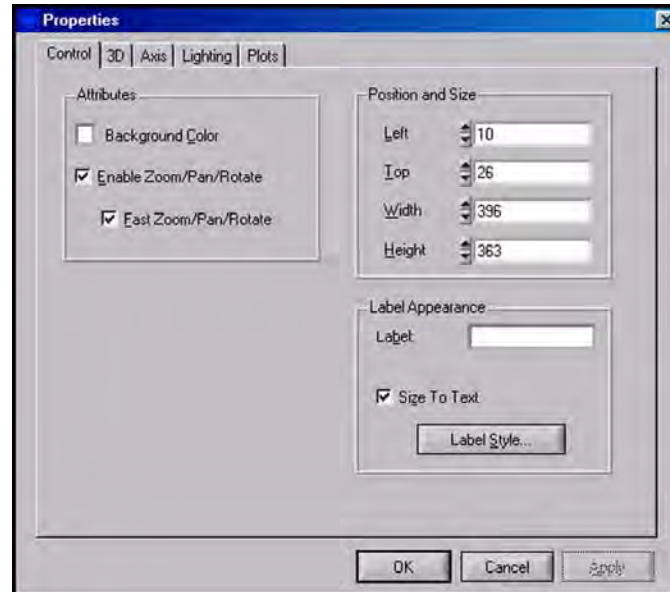 Properties
Control 3D Axis Lighting Plots
Attributes
Background Color
Enable Zoom/Pan/Rotate
Fast Zoom/Pan/Rotate
Position and Size
Left 10
Top 26
Width 396
Height 363
Label Appearance
Label:
Size To Text
Label Style...
OK Cancel Apply